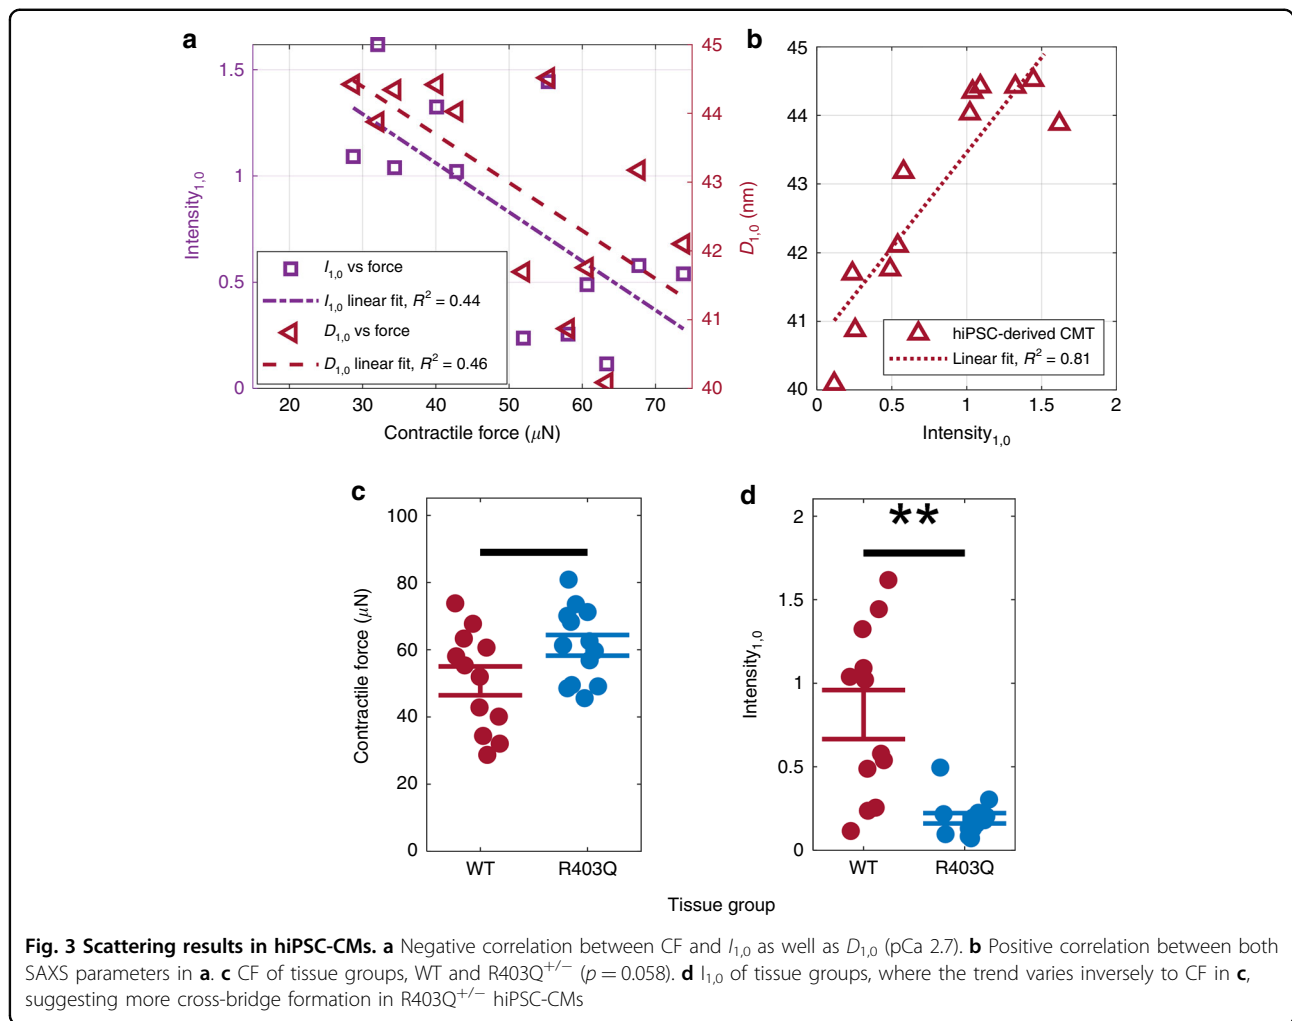 a
Intensity1,0
1.5
1
0.5
0
45
44
43
42
41
40
D1,0 (nm)
I1,0 vs force
I1,0 linear fit, R2 = 0.44
D1,0 vs force
D1,0 linear fit, R2 = 0.46
20 30 40 50 60 70
Contractile force (μN)
b
45
44
43
42
41
40
hiPSC-derived CMT
Linear fit, R2 = 0.81
0 0.5 1 1.5 2
Intensity1,0
c
Contractile force (μN)
100
80
60
40
20
0
WT R403Q
d
Intensity1,0
2
1.5
1
0.5
0
**
WT R403Q
Tissue group
Fig. 3 Scattering results in hiPSC-CMs. a Negative correlation between CF and I1,0 as well as D1,0 (pCa 2.7). b Positive correlation between both
SAXS parameters in a. c CF of tissue groups, WT and R403Q+/− (p = 0.058). d I1,0 of tissue groups, where the trend varies inversely to CF in c,
suggesting more cross-bridge formation in R403Q+/− hiPSC-CMs